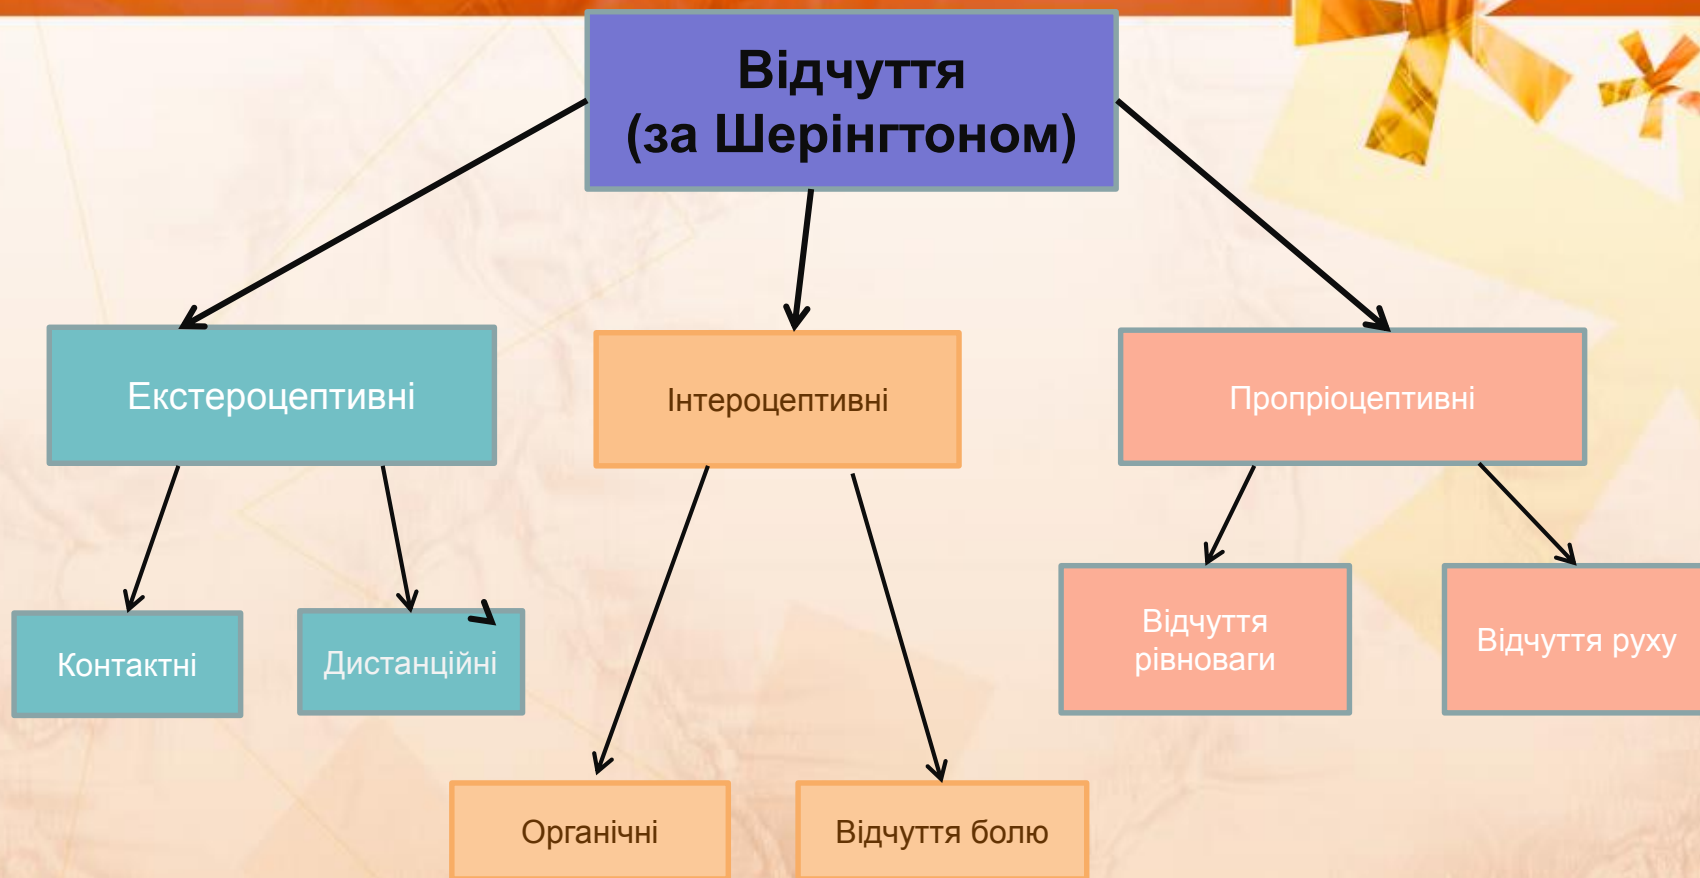 Відчуття
(за Шерінгтоном)
Екстероцептивні
Інтероцептивні
Пропріоцептивні
Контактні
Дистанційні
Відчуття
рівноваги
Відчуття руху
Органічні
Відчуття болю